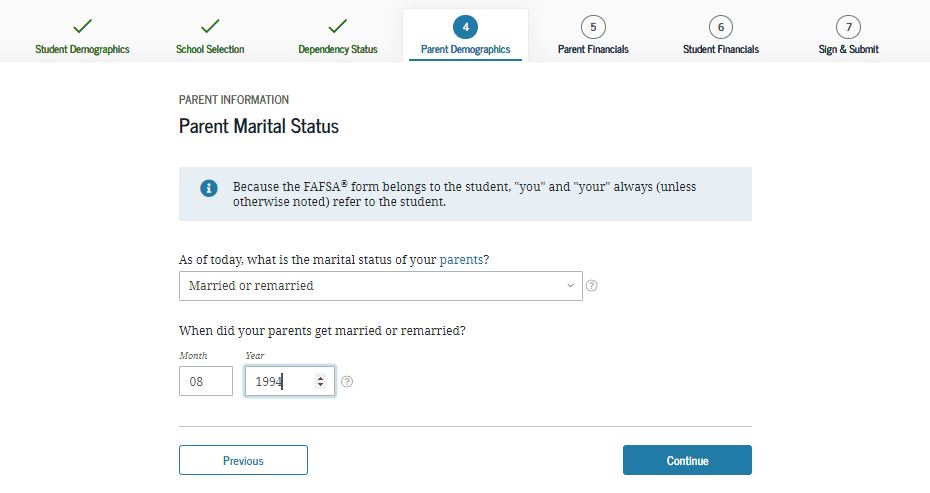 4 5 6 7
Student Demographics School Selection Dependency Status Parent Demographics Parent Financials Student Financials Sign & Submit
PARENT INFORMATION
Parent Marital Status
Because the FAFSA® form belongs to the student, "you" and "your" always (unless
otherwise noted) refer to the student.
As of today, what is the marital status of your parents?
Married or remarried ?
When did your parents get married or remarried?
Month Year
08 1994 ?
Previous Continue